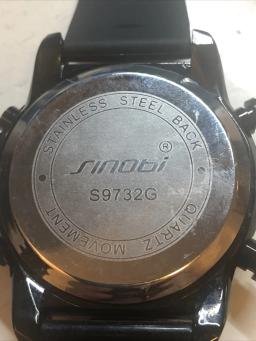 STAINLESS STEEL BACK
SINOBI ®
S9732G
QUARTZ MOVEMENT